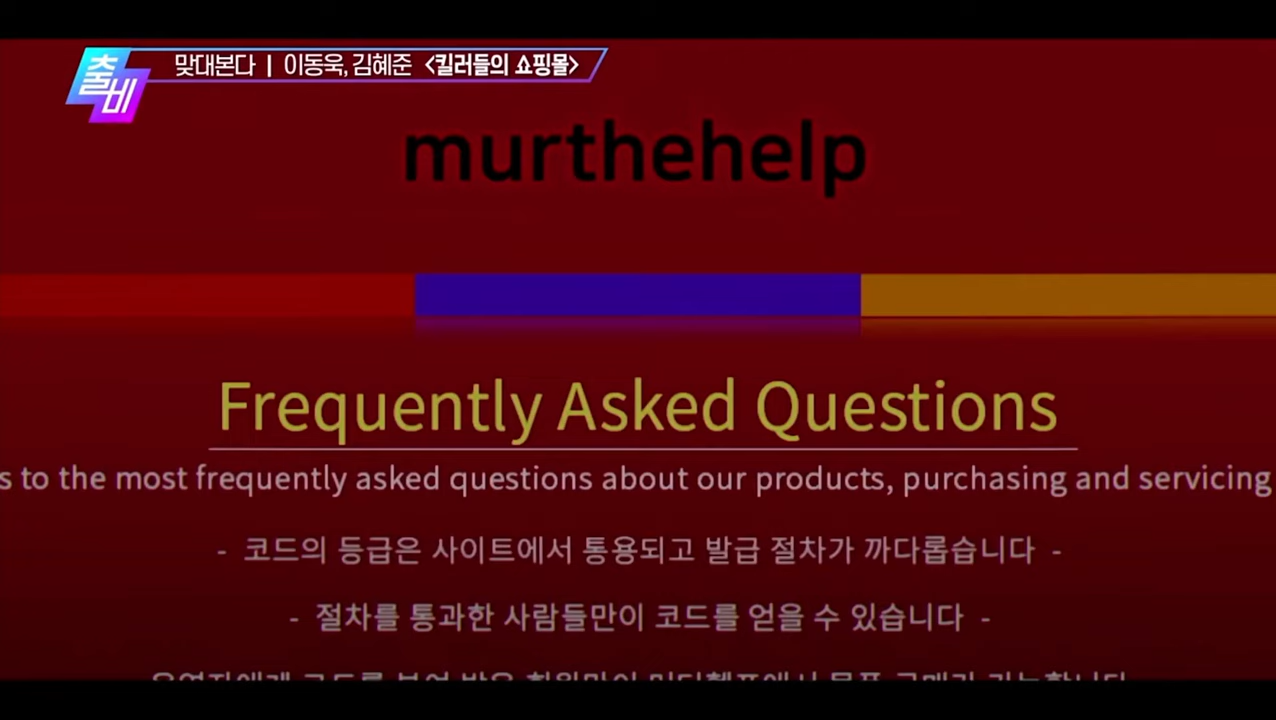 출비
맞대본다 | 이동욱, 김혜준 <킬러들의 쇼핑몰>
murthehelp
Frequently Asked Questions
s to the most frequently asked questions about our products, purchasing and servicing
- 코드의 등급은 사이트에서 통용되고 발급 절차가 까다롭습니다 -
- 절차를 통과한 사람들만이 코드를 얻을 수 있습니다 -